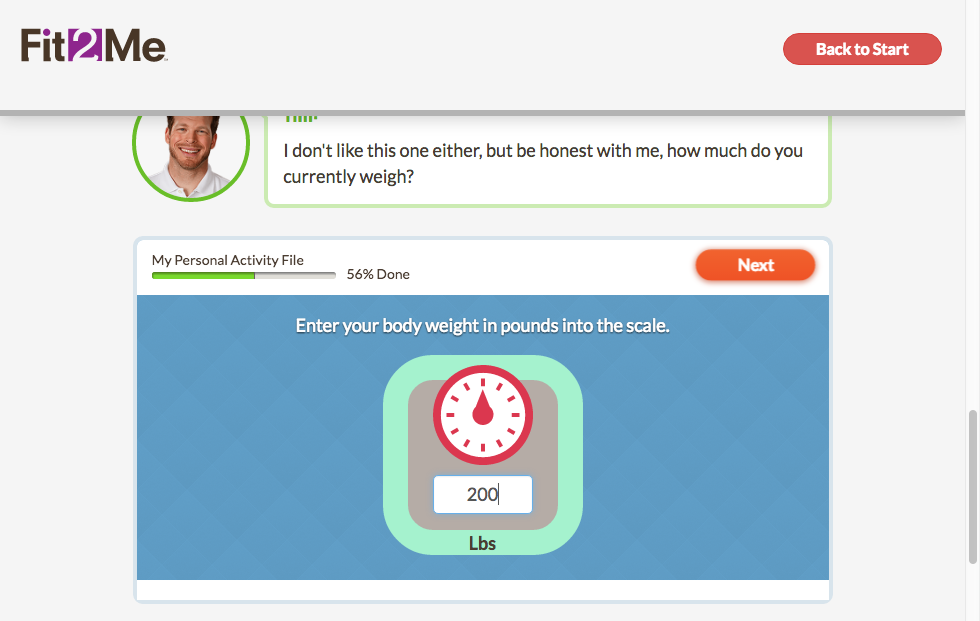 Fit2Me
Back to Start
I don't like this one either, but be honest with me, how much do you
currently weigh?
My Personal Activity File
56% Done
Next
Enter your body weight in pounds into the scale.
200
Lbs